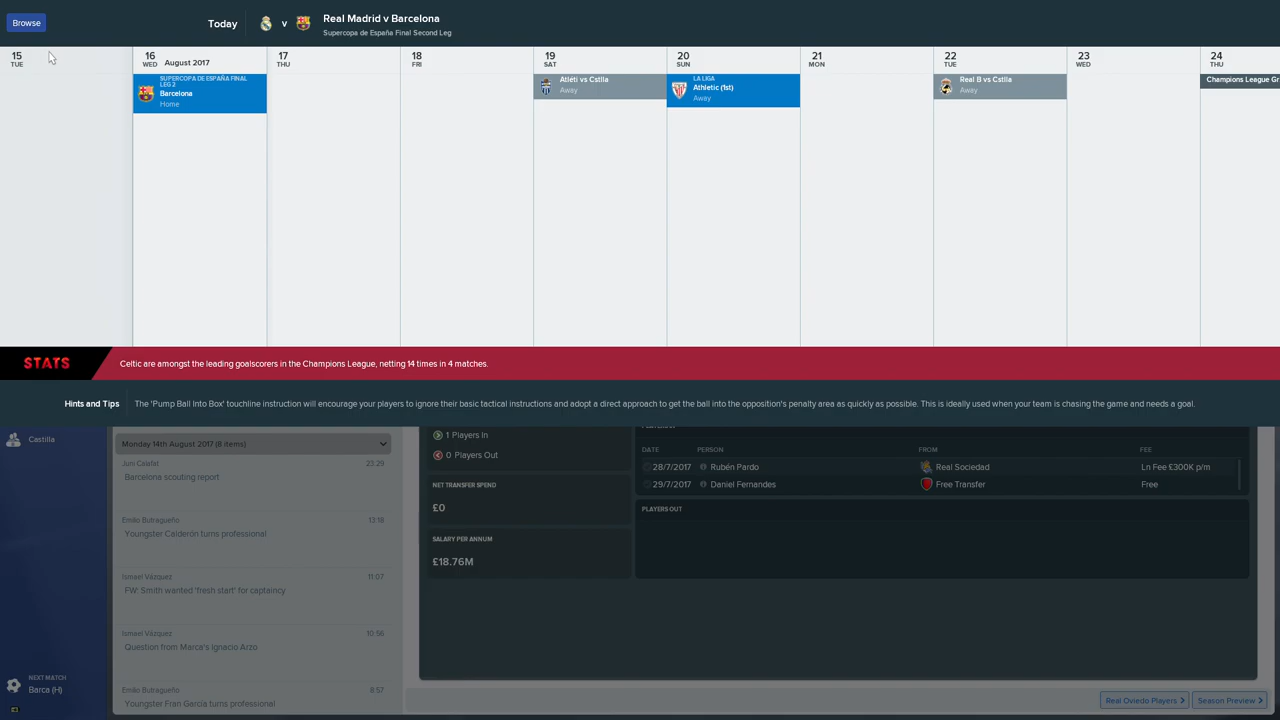 Browse
Today
v
Real Madrid v Barcelona
Supercopa de España Final Second Leg
15
TUE
16
WED
August 2017
17
THU
18
FRI
19
SAT
20
SUN
21
MON
22
TUE
23
WED
24
THU
SUPERCOPA DE ESPAÑA FINAL
LEG 2
Barcelona
Home
Atléti vs Cstlla
Away
LA LIGA
Athletic (1st)
Away
Real B vs Cstlla
Away
Champions League Gr
STATS
Celtic are amongst the leading goalscorers in the Champions League, netting 14 times in 4 matches.
Hints and Tips
The 'Pump Ball Into Box' touchline instruction will encourage your players to ignore their basic tactical instructions and adopt a direct approach to get the ball into the opposition's penalty area as quickly as possible. This is ideally used when your team is chasing the game and needs a goal.
Castilla
Monday 14th August 2017 (8 items)
Juni Calafat
23:29
Barcelona scouting report
Emilio Butragueño
13:18
Youngster Calderón turns professional
Ismael Vázquez
11:07
FW: Smith wanted 'fresh start' for captaincy
Ismael Vázquez
10:56
Question from Marca's Ignacio Arzo
Emilio Butragueño
8:57
Youngster Fran García turns professional
NEXT MATCH
Barca (H)
1 Players In
0 Players Out
NET TRANSFER SPEND
£0
SALARY PER ANNUM
£18.76M
DATE PERSON FROM FEE
28/7/2017 Rubén Pardo Real Sociedad Ln Fee £300K p/m
29/7/2017 Daniel Fernandes Free Transfer Free
PLAYERS OUT
Real Oviedo Players
Season Preview